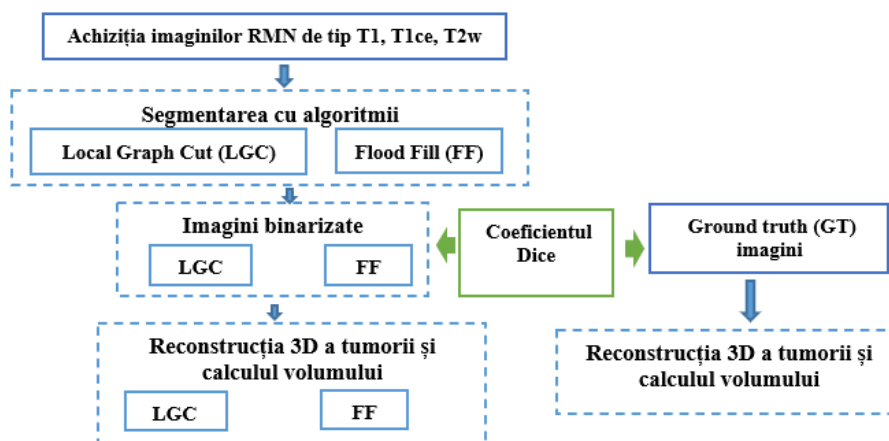 Achiziția imaginilor RMN de tip T1, T1ce, T2w
Segmentarea cu algoritmii
Local Graph Cut (LGC)
Flood Fill (FF)
Imagini binarizate
LGC
FF
Coeficientul
Dice
Ground truth (GT)
imagini
Reconstrucția 3D a tumorii și
calculul volumului
LGC
FF
Reconstrucția 3D a tumorii și
calculul volumului